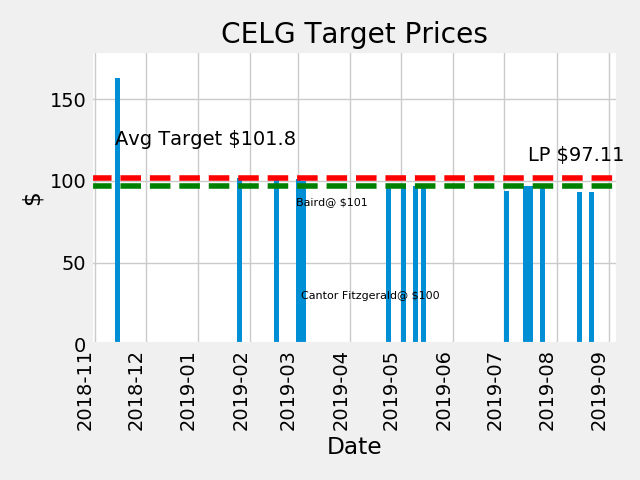 CELG Target Prices
$
150
100
50
0
Avg Target $101.8
LP $97.11
Baird@ $101
Cantor Fitzgerald@ $100
2018-11
2018-12
2019-01
2019-02
2019-03
2019-04
2019-05
2019-06
2019-07
2019-08
2019-09
Date